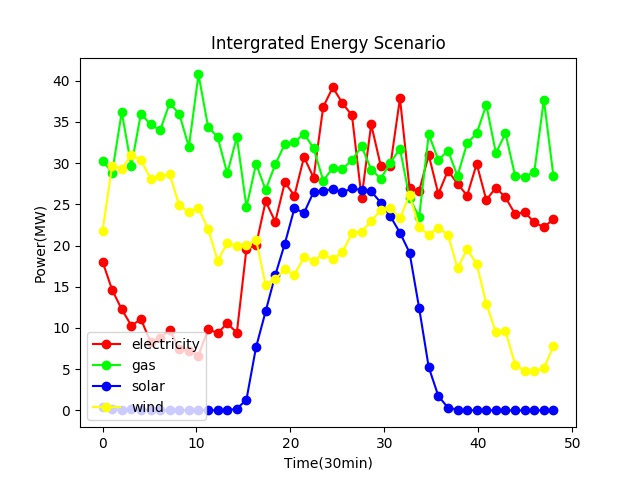 Intergrated Energy Scenario
Power(MW)
40
35
30
25
20
15
10
5
0
electricity
gas
solar
wind
0 10 20 30 40 50
Time(30min)